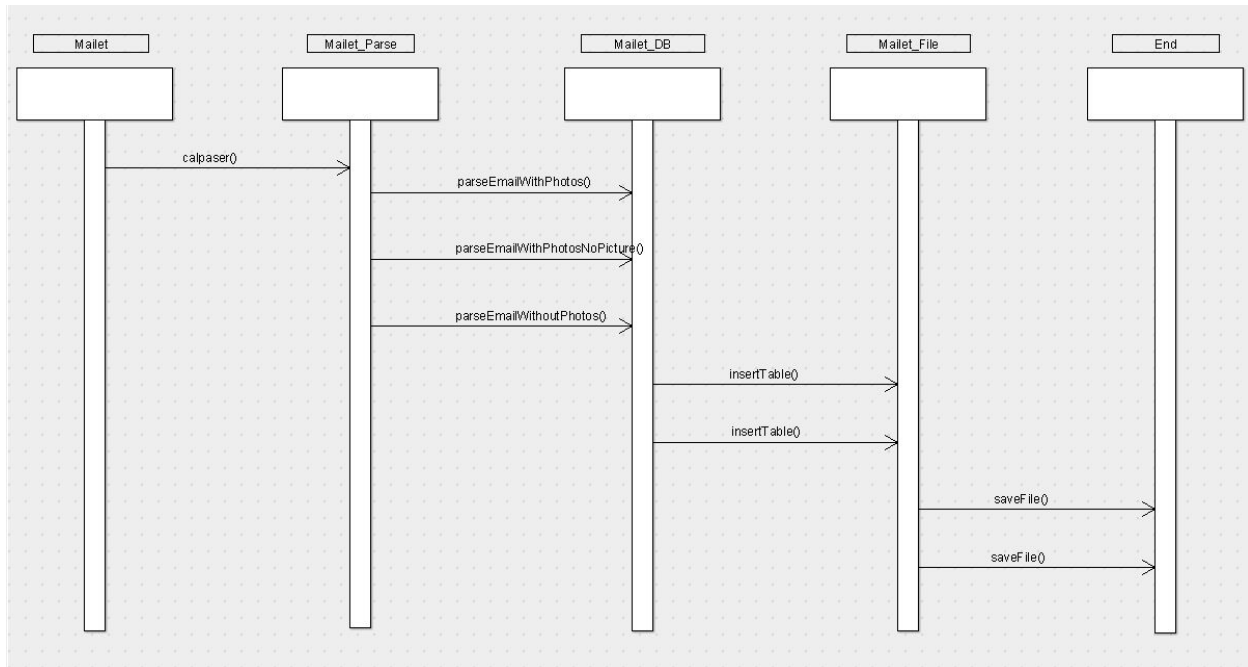 Mailet
Mailet_Parse
Mailet_DB
Mailet_File
End
calpaser()
parseEmailWithPhotos()
parseEmailWithPhotosNoPicture()
parseEmailWithoutPhotos()
insertTable()
insertTable()
saveFile()
saveFile()